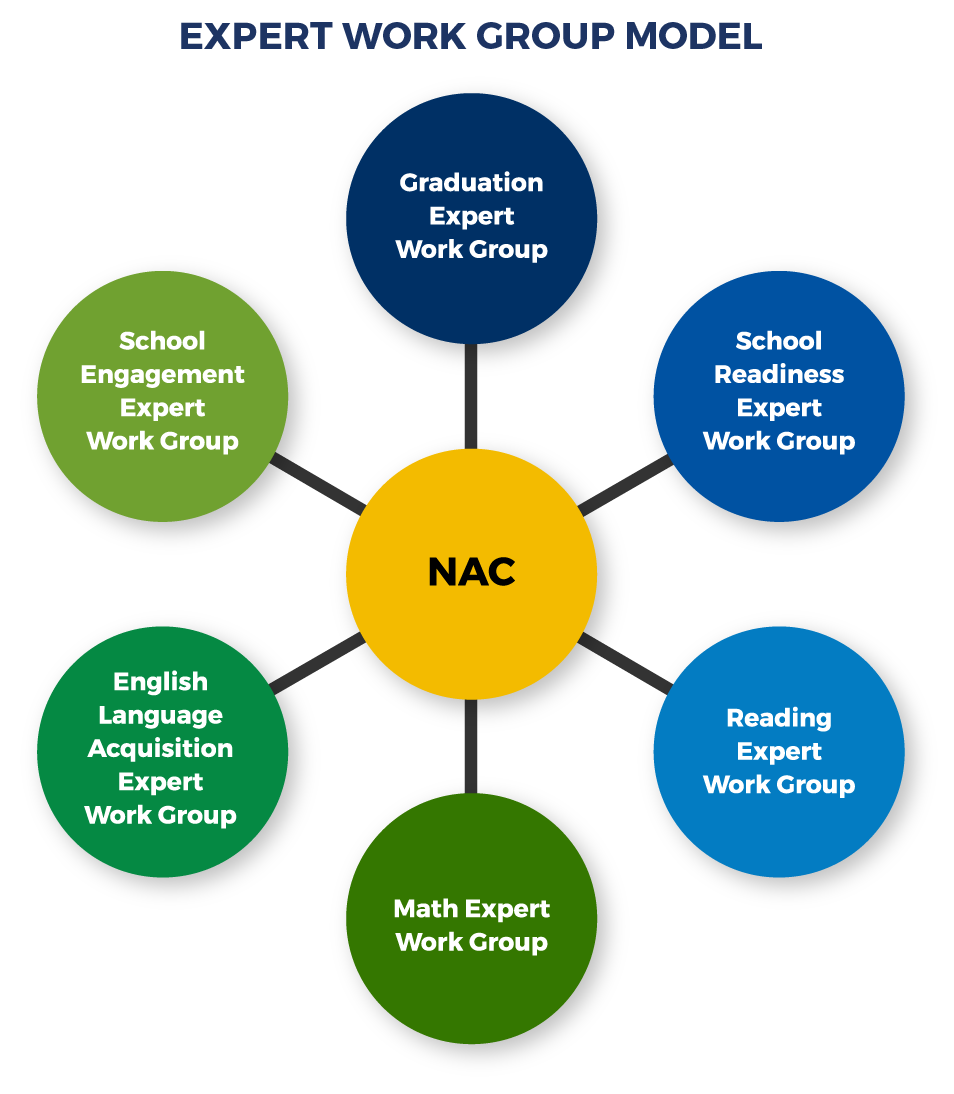 EXPERT WORK GROUP MODEL
Graduation
Expert
Work Group
School
Readiness
Expert
Work Group
Reading
Expert
Work Group
Math Expert
Work Group
English
Language
Acquisition
Expert
Work Group
School
Engagement
Expert
Work Group
NAC